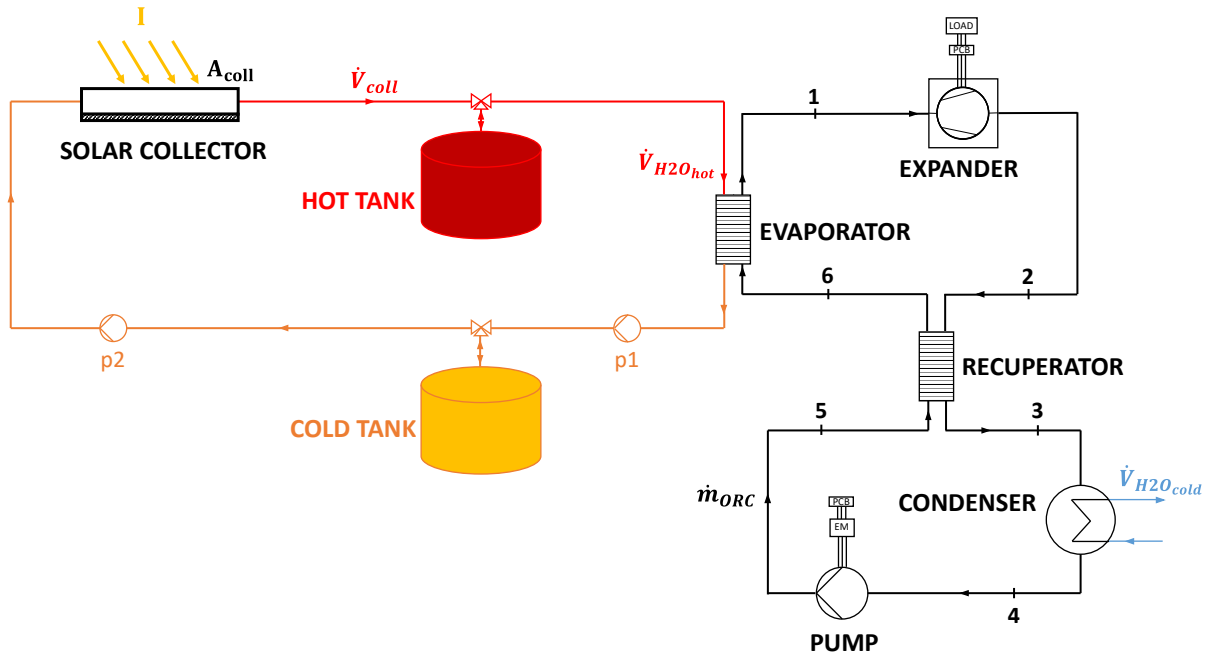 I
A_coll
V̇_coll
SOLAR COLLECTOR
HOT TANK
V̇_H2O_hot
EVAPORATOR
LOAD
PCB
1
EXPANDER
6
2
p2
p1
COLD TANK
RECUPERATOR
5
3
ṁ_ORC
PCB
EM
CONDENSER
V̇_H2O_cold
4
PUMP